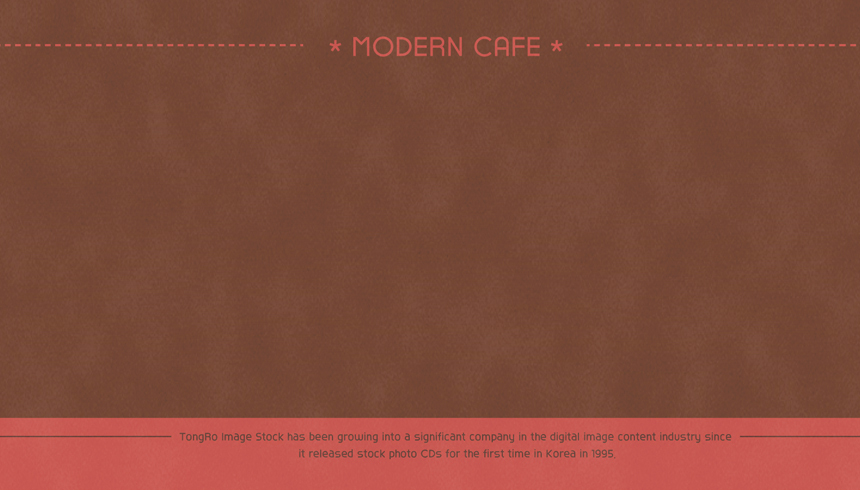 * MODERN CAFE *
TongRo Image Stock has been growing into a significant company in the digital image content industry since
it released stock photo CDs for the first time in Korea in 1995.